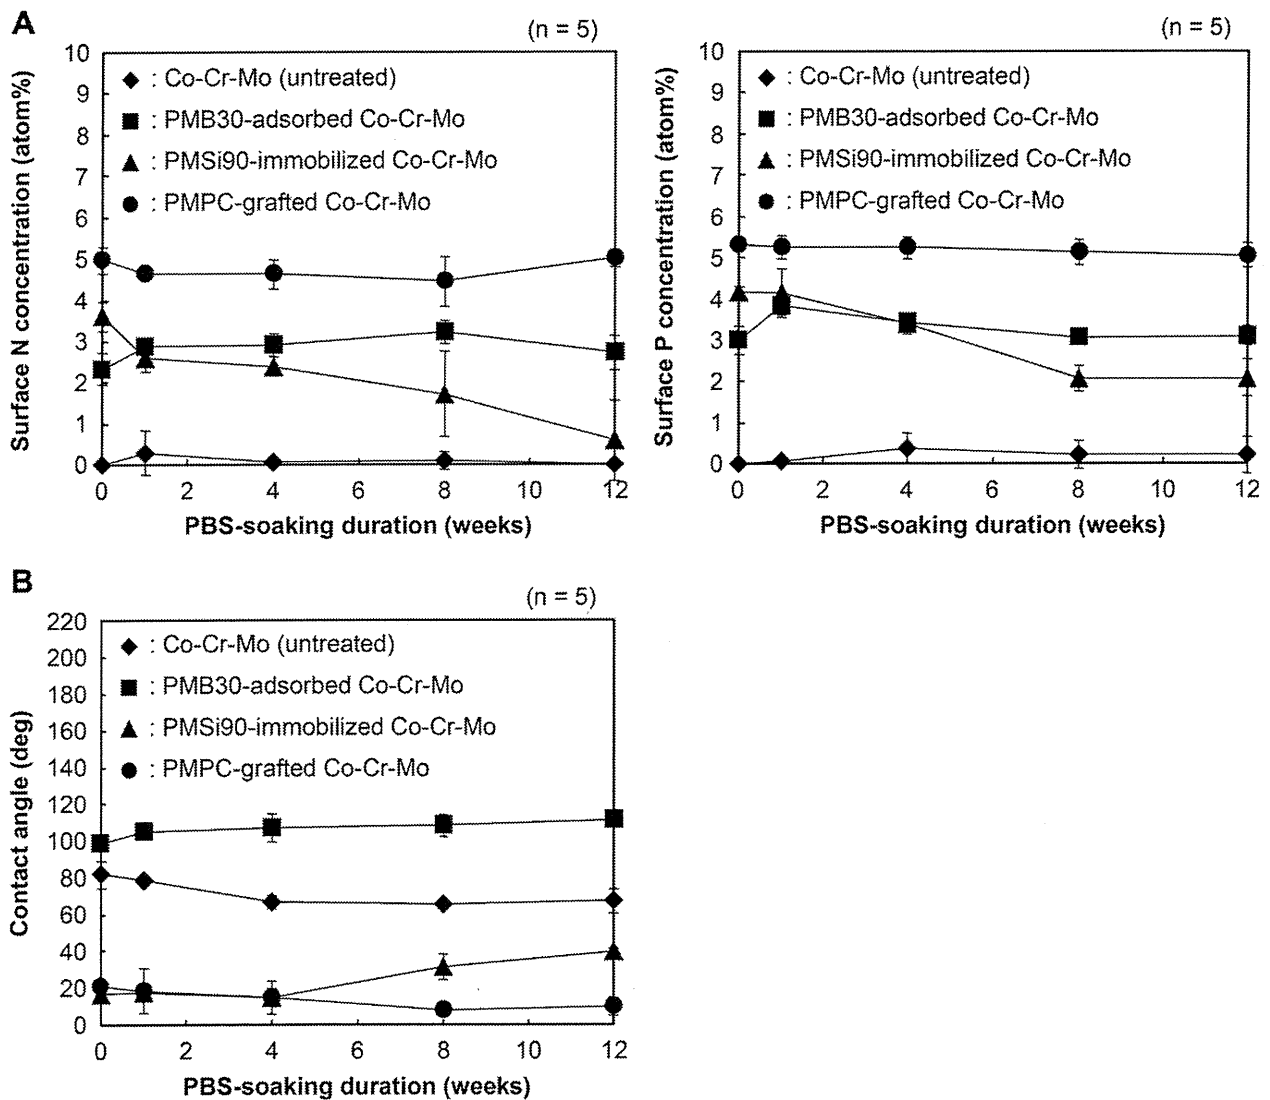 A
(n = 5)
10
9
8
7
6
5
4
3
2
1
0
Surface N concentration (atom%)
: Co-Cr-Mo (untreated)
: PMB30-adsorbed Co-Cr-Mo
: PMSi90-immobilized Co-Cr-Mo
: PMPC-grafted Co-Cr-Mo
0 2 4 6 8 10 12
PBS-soaking duration (weeks)
(n = 5)
10
9
8
7
6
5
4
3
2
1
0
Surface P concentration (atom%)
: Co-Cr-Mo (untreated)
: PMB30-adsorbed Co-Cr-Mo
: PMSi90-immobilized Co-Cr-Mo
: PMPC-grafted Co-Cr-Mo
0 2 4 6 8 10 12
PBS-soaking duration (weeks)
B
(n = 5)
220
200
180
160
140
120
100
80
60
40
20
0
Contact angle (deg)
: Co-Cr-Mo (untreated)
: PMB30-adsorbed Co-Cr-Mo
: PMSi90-immobilized Co-Cr-Mo
: PMPC-grafted Co-Cr-Mo
0 2 4 6 8 10 12
PBS-soaking duration (weeks)